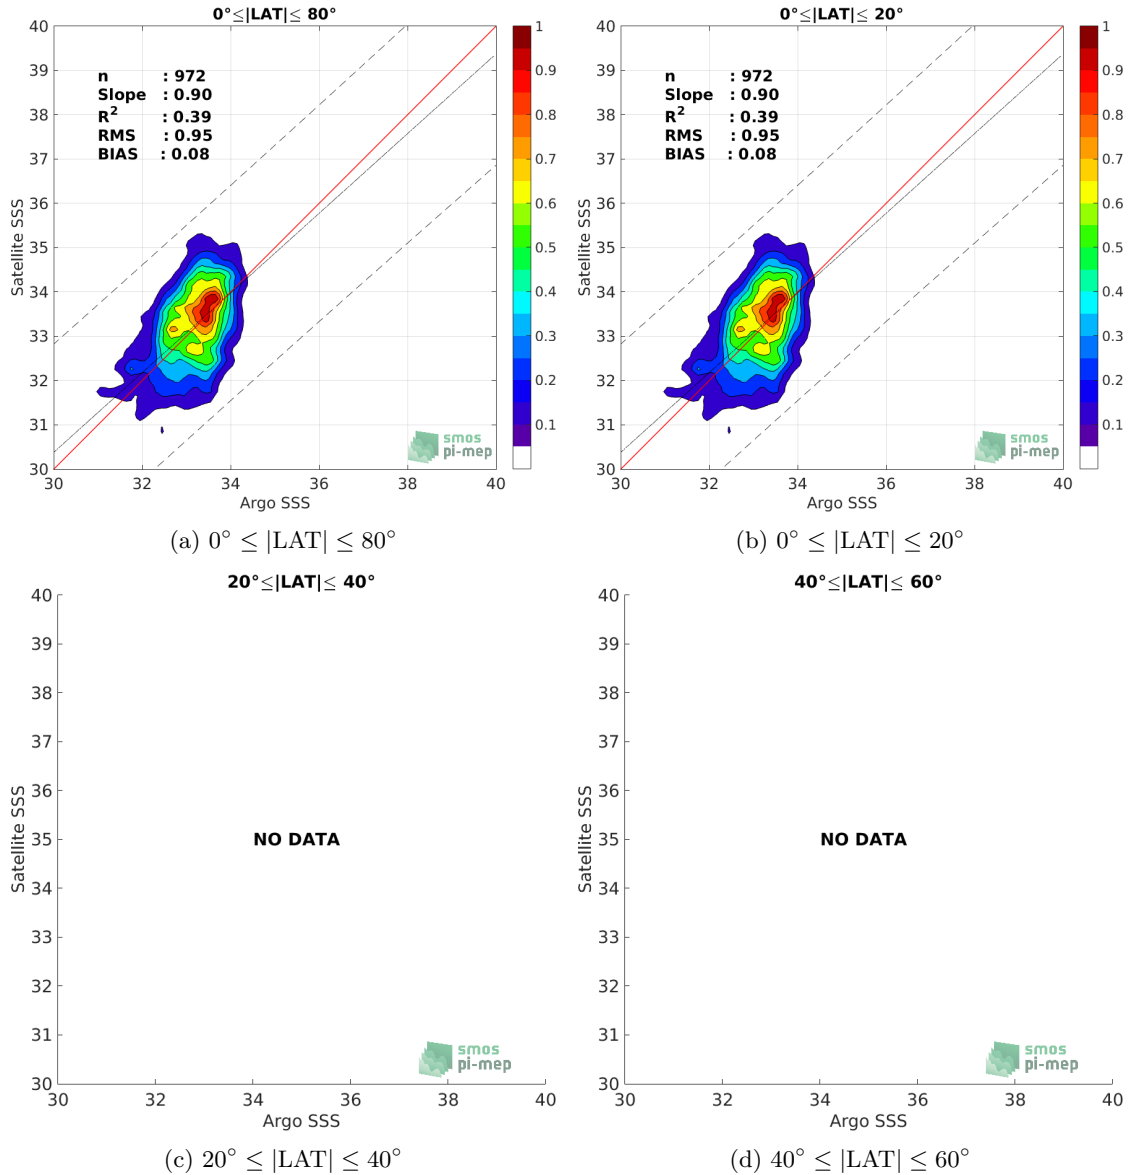 0°≤|LAT|≤ 80°
40
39
38
37
36
35
34
33
32
31
30
Satellite SSS
n : 972
Slope : 0.90
R² : 0.39
RMS : 0.95
BIAS : 0.08
smos
pi-mep
30 32 34 36 38 40
Argo SSS
1
0.9
0.8
0.7
0.6
0.5
0.4
0.3
0.2
0.1
(a) 0° ≤ |LAT| ≤ 80°
0°≤|LAT|≤ 20°
40
39
38
37
36
35
34
33
32
31
30
Satellite SSS
n : 972
Slope : 0.90
R² : 0.39
RMS : 0.95
BIAS : 0.08
smos
pi-mep
30 32 34 36 38 40
Argo SSS
1
0.9
0.8
0.7
0.6
0.5
0.4
0.3
0.2
0.1
(b) 0° ≤ |LAT| ≤ 20°
20°≤|LAT|≤ 40°
40
39
38
37
36
35
34
33
32
31
30
Satellite SSS
NO DATA
smos
pi-mep
30 32 34 36 38 40
Argo SSS
(c) 20° ≤ |LAT| ≤ 40°
40°≤|LAT|≤ 60°
40
39
38
37
36
35
34
33
32
31
30
Satellite SSS
NO DATA
smos
pi-mep
30 32 34 36 38 40
Argo SSS
(d) 40° ≤ |LAT| ≤ 60°